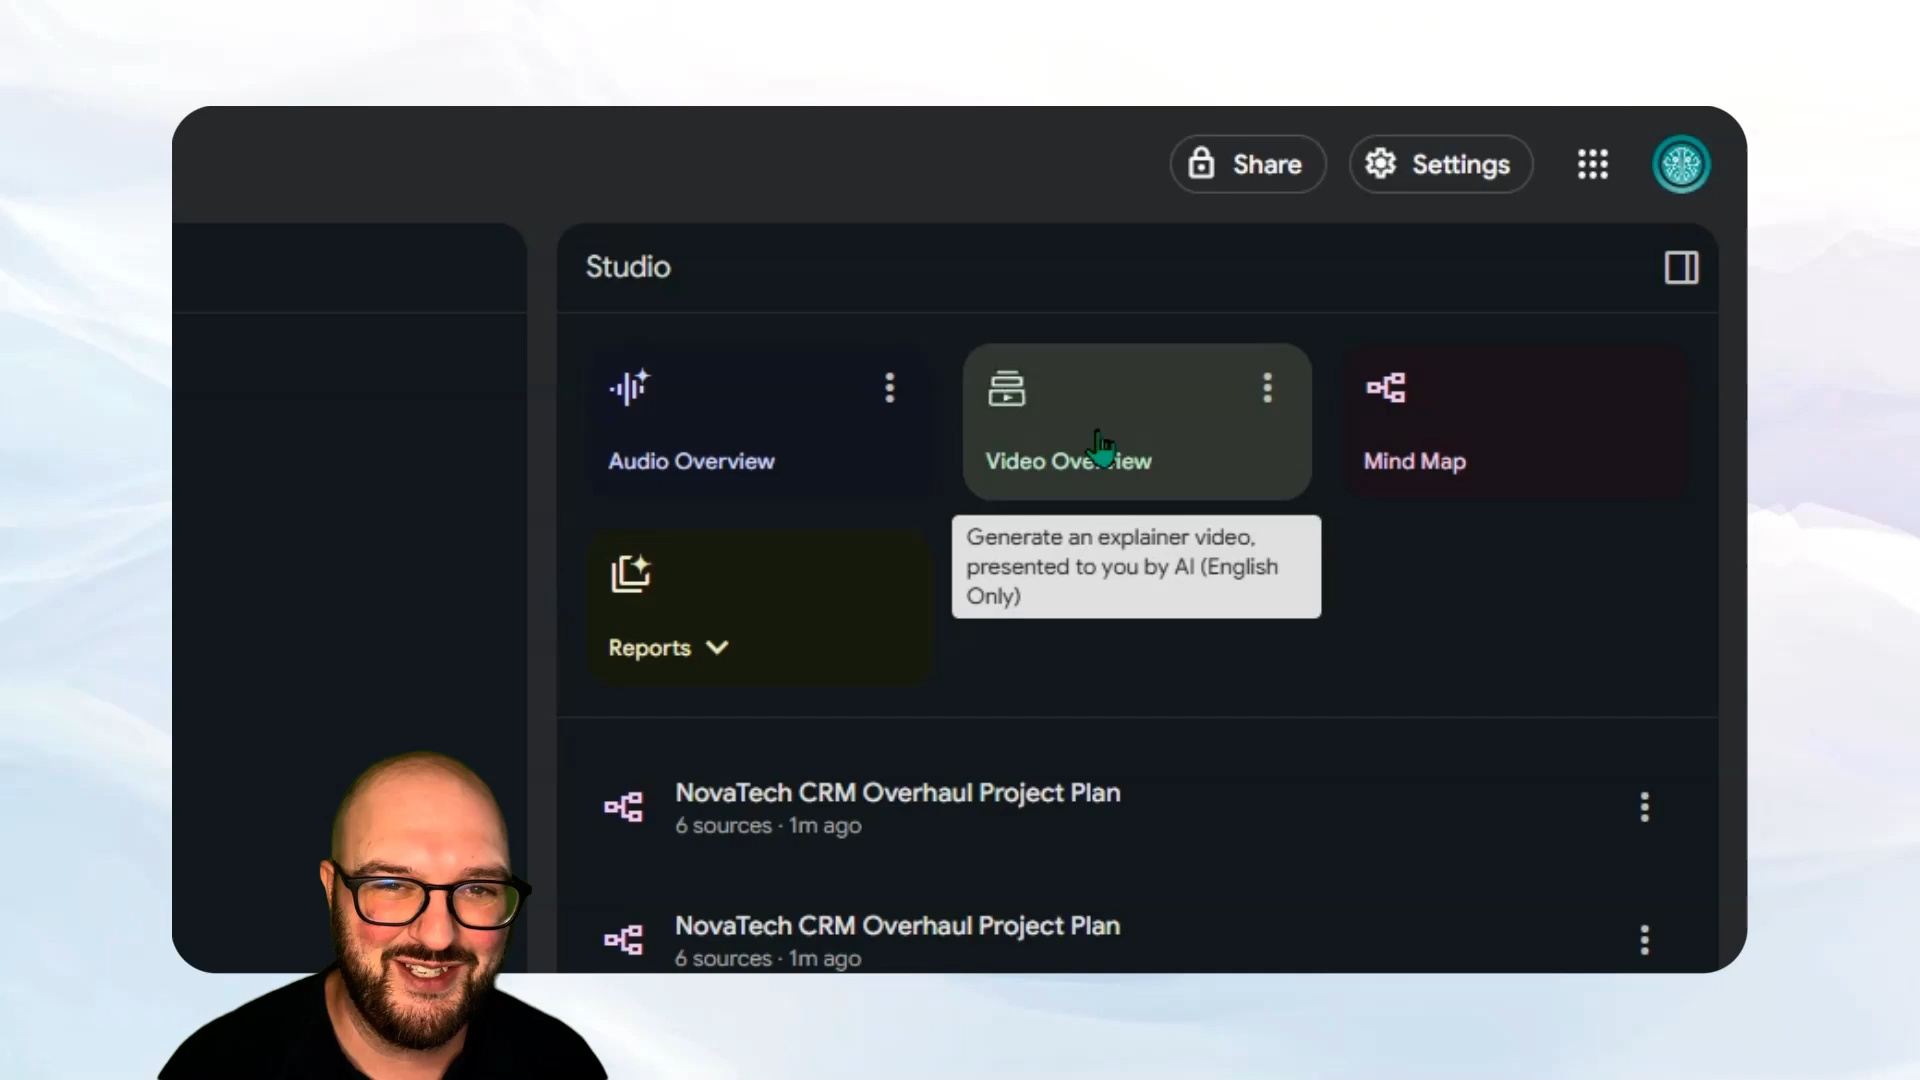 Share
Settings
Studio
Audio Overview
Video Overview
Mind Map
Generate an explainer video,
presented to you by AI (English
Only)
Reports
NovaTech CRM Overhaul Project Plan
6 sources · 1m ago
NovaTech CRM Overhaul Project Plan
6 sources · 1m ago